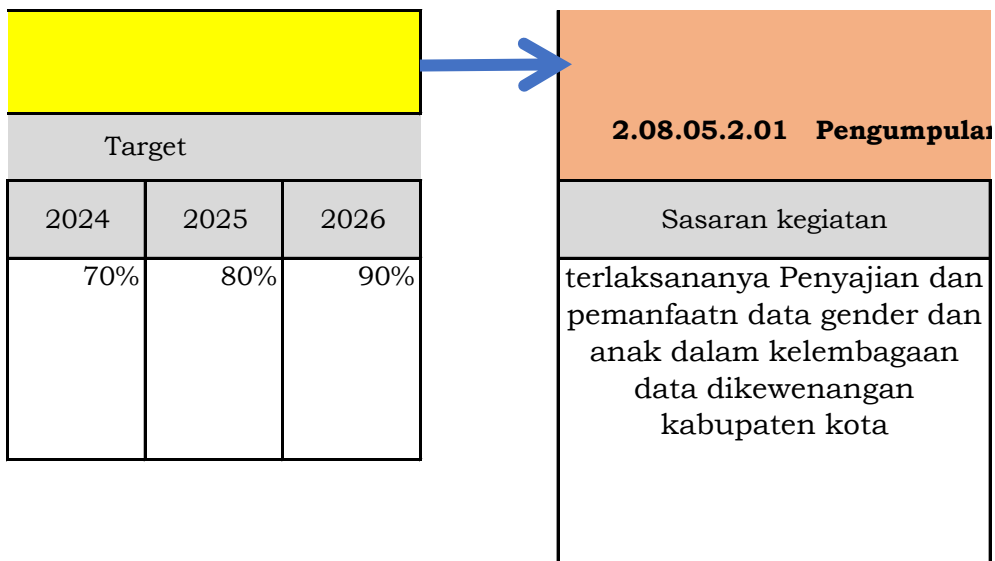 Target
2024 2025 2026
70% 80% 90%
2.08.05.2.01 Pengumpulan
Sasaran kegiatan
terlaksananya Penyajian dan
pemanfaatn data gender dan
anak dalam kelembagaan
data dikewenangan
kabupaten kota